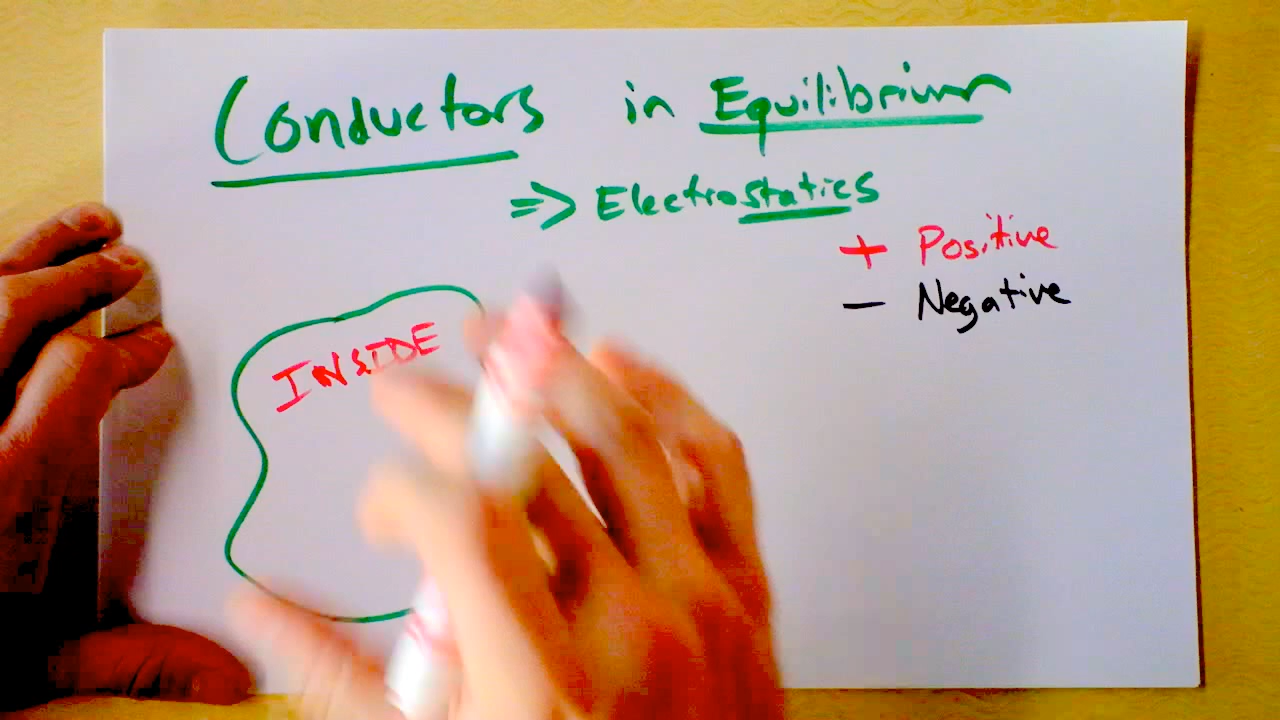 Conductors in Equilibrium
=> Electrostatics
+ Positive
− Negative
INSIDE